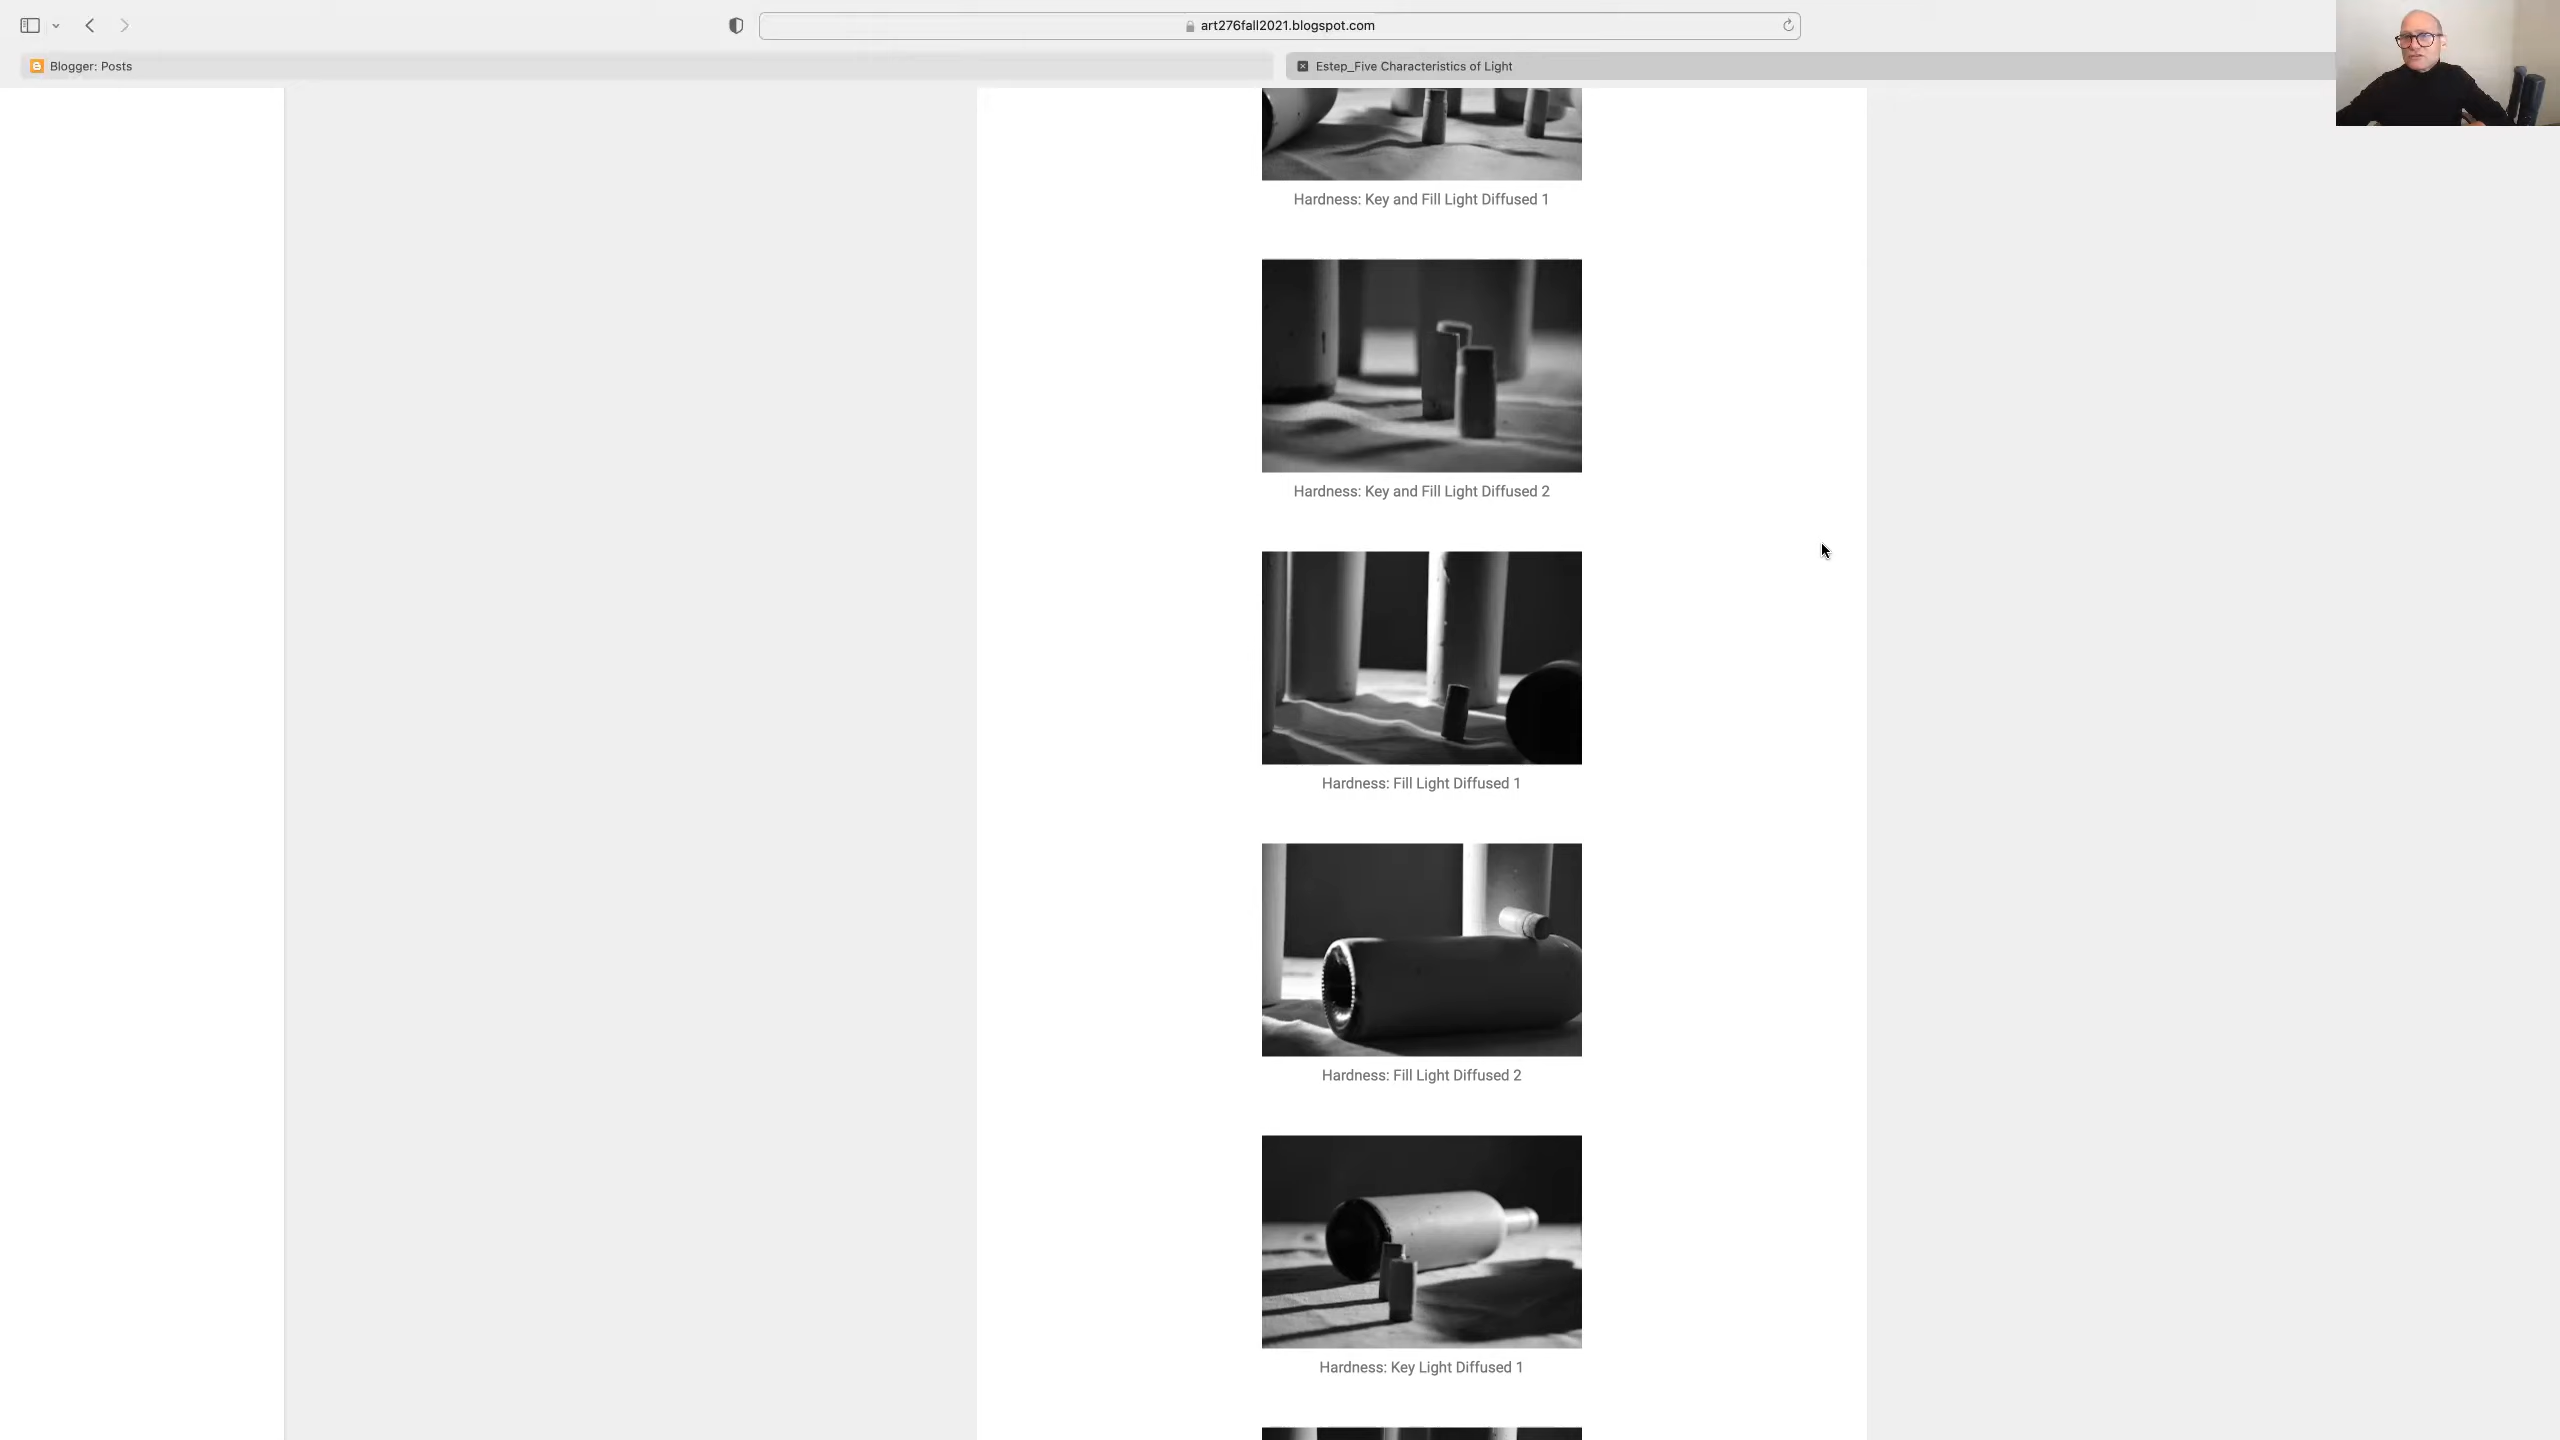 art276fall2021.blogspot.com
Blogger: Posts
Estep_Five Characteristics of Light
Hardness: Key and Fill Light Diffused 1
Hardness: Key and Fill Light Diffused 2
Hardness: Fill Light Diffused 1
Hardness: Fill Light Diffused 2
Hardness: Key Light Diffused 1